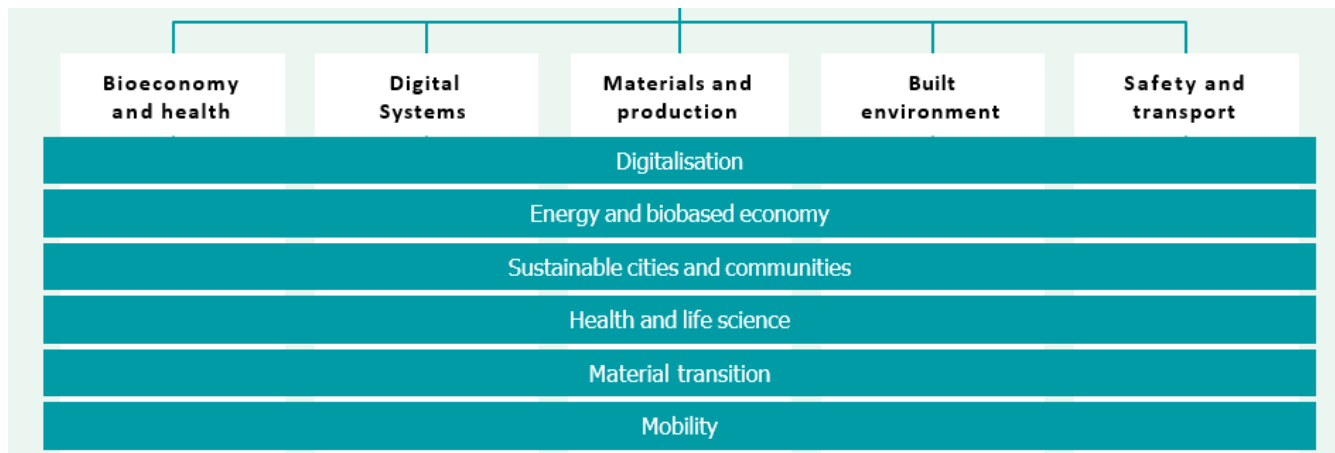 Bioeconomy
and health
Digital
Systems
Materials and
production
Built
environment
Safety and
transport
Digitalisation
Energy and biobased economy
Sustainable cities and communities
Health and life science
Material transition
Mobility